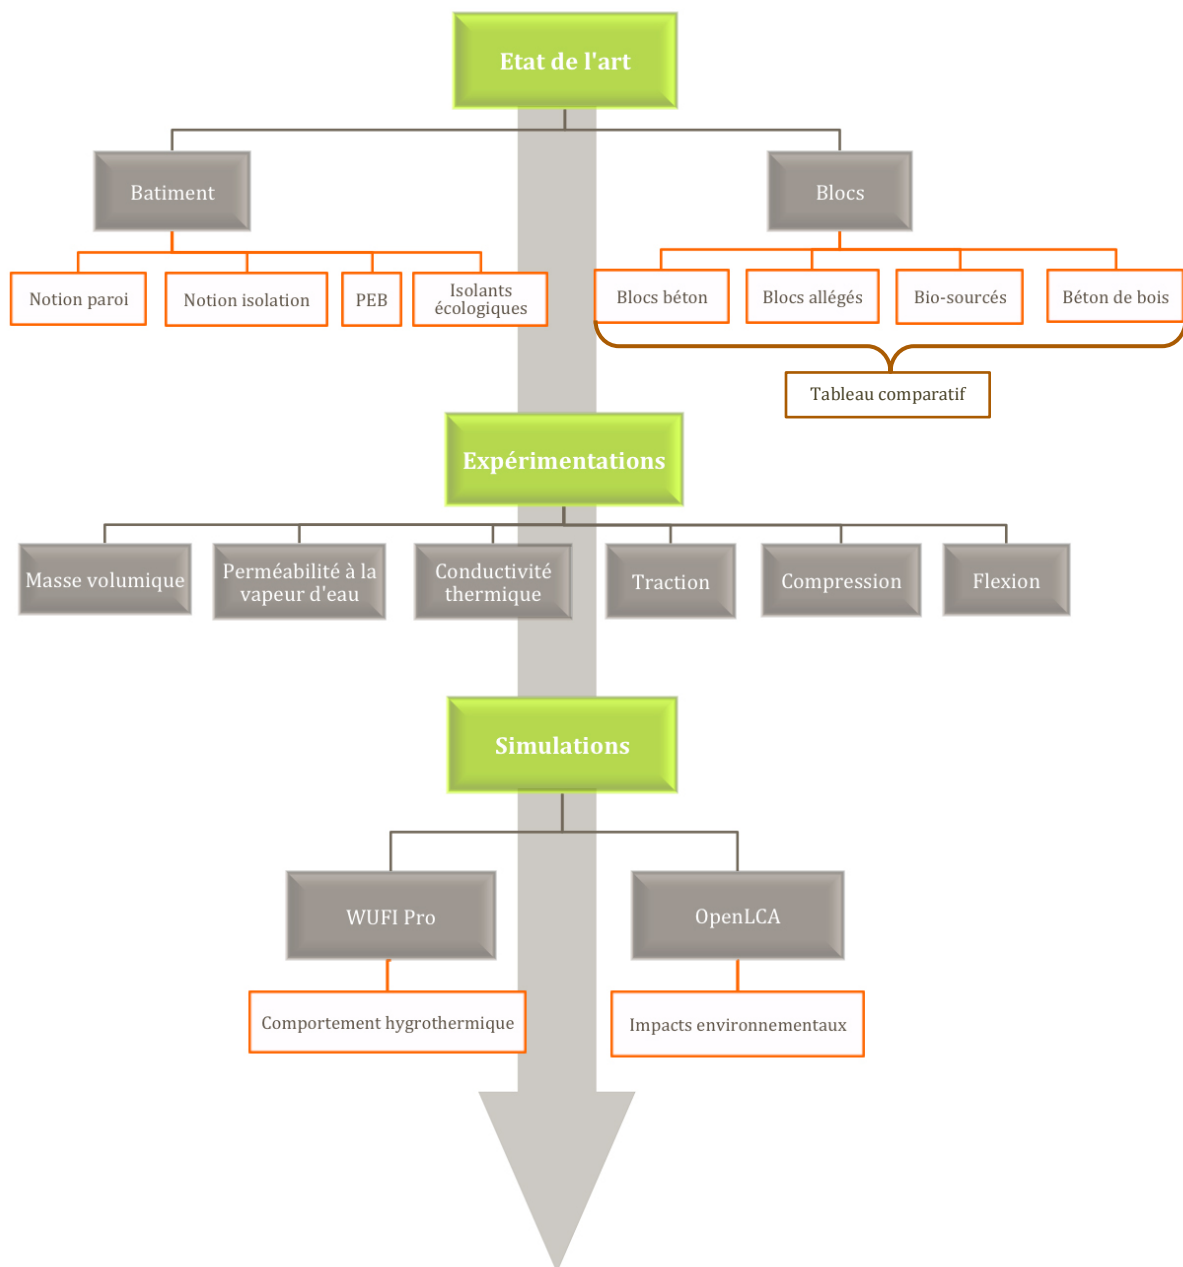 Etat de l'art
Batiment
Blocs
Notion paroi
Notion isolation
PEB
Isolants
écologiques
Blocs béton
Blocs allégés
Bio-sourcés
Béton de bois
Tableau comparatif
Expérimentations
Masse volumique
Perméabilité à la
vapeur d'eau
Conductivité
thermique
Traction
Compression
Flexion
Simulations
WUFI Pro
OpenLCA
Comportement hygrothermique
Impacts environnementaux